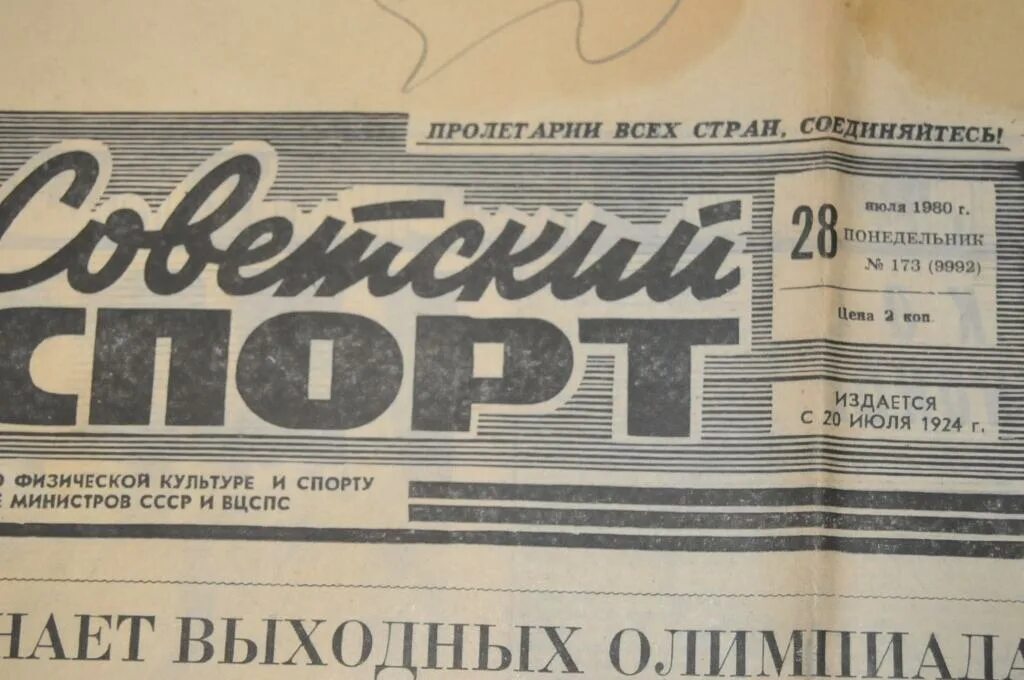 ПРОЛЕТАРИИ ВСЕХ СТРАН, СОЕДИНЯЙТЕСЬ!
Советский
СПОРТ
28
июля 1980 г.
ПОНЕДЕЛЬНИК
№ 173 (9992)
Цена 2 коп.
ИЗДАЕТСЯ
С 20 ИЮЛЯ 1924 г.
О ФИЗИЧЕСКОЙ КУЛЬТУРЕ И СПОРТУ
Е МИНИСТРОВ СССР И ВЦСПС
НАЕТ ВЫХОДНЫХ ОЛИМПИАДА